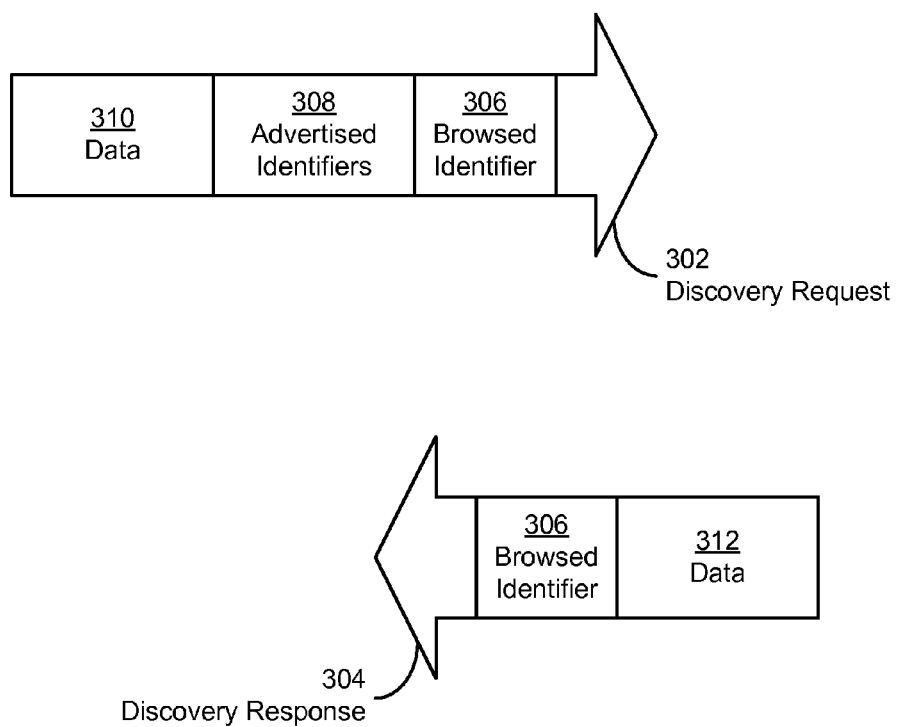 310
Data
308
Advertised
Identifiers
306
Browsed
Identifier
302
Discovery Request
306
Browsed
Identifier
312
Data
304
Discovery Response